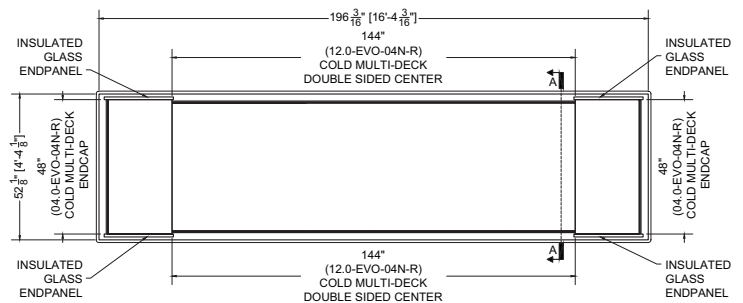 196 3/16" [16'-4 3/16"]
144"
(12.0-EVO-04N-R)
COLD MULTI-DECK
DOUBLE SIDED CENTER
INSULATED
GLASS
ENDPANEL
INSULATED
GLASS
ENDPANEL
A
52 1/8" [4'-4 1/8"]
48"
(04.0-EVO-04N-R)
COLD MULTI-DECK
ENDCAP
48"
(04.0-EVO-04N-R)
COLD MULTI-DECK
ENDCAP
A
INSULATED
GLASS
ENDPANEL
144"
(12.0-EVO-04N-R)
COLD MULTI-DECK
DOUBLE SIDED CENTER
INSULATED
GLASS
ENDPANEL